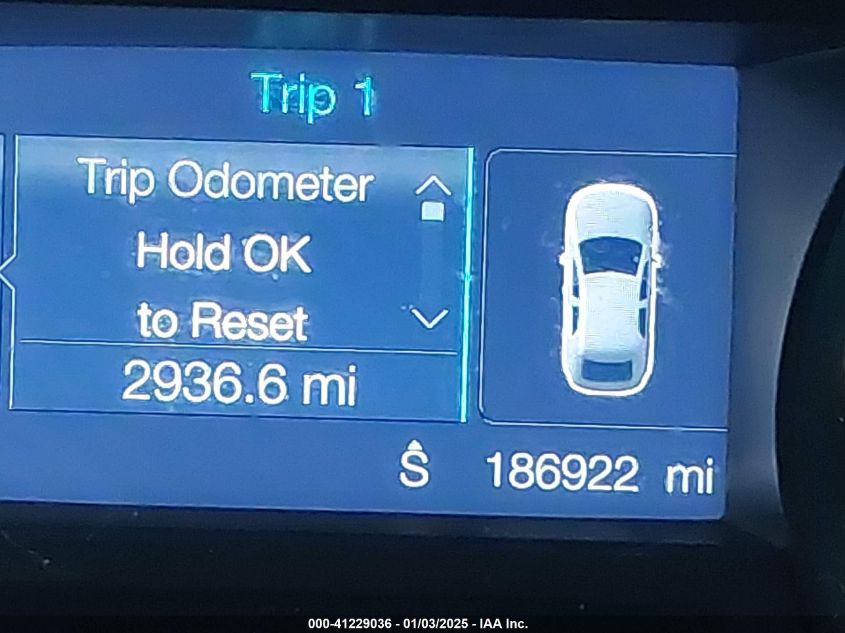 Trip 1
Trip Odometer
Hold OK
to Reset
2936.6 mi
S 186922 mi
000-41229036 - 01/03/2025 - IAA Inc.